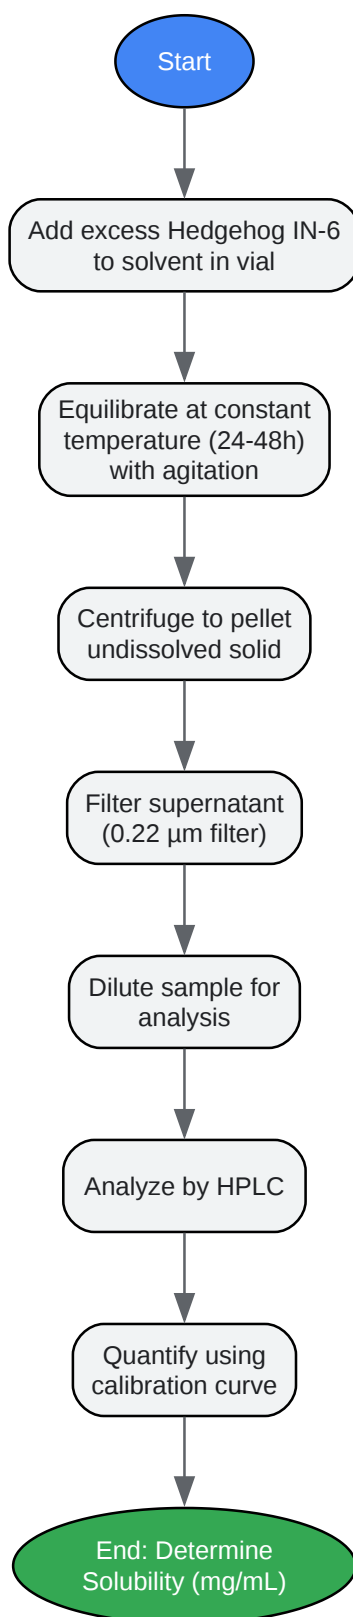 Start
Add excess Hedgehog IN-6
to solvent in vial
Equilibrate at constant
temperature (24-48h)
with agitation
Centrifuge to pellet
undissolved solid
Filter supernatant
(0.22 µm filter)
Dilute sample for
analysis
Analyze by HPLC
Quantify using
calibration curve
End: Determine
Solubility (mg/mL)